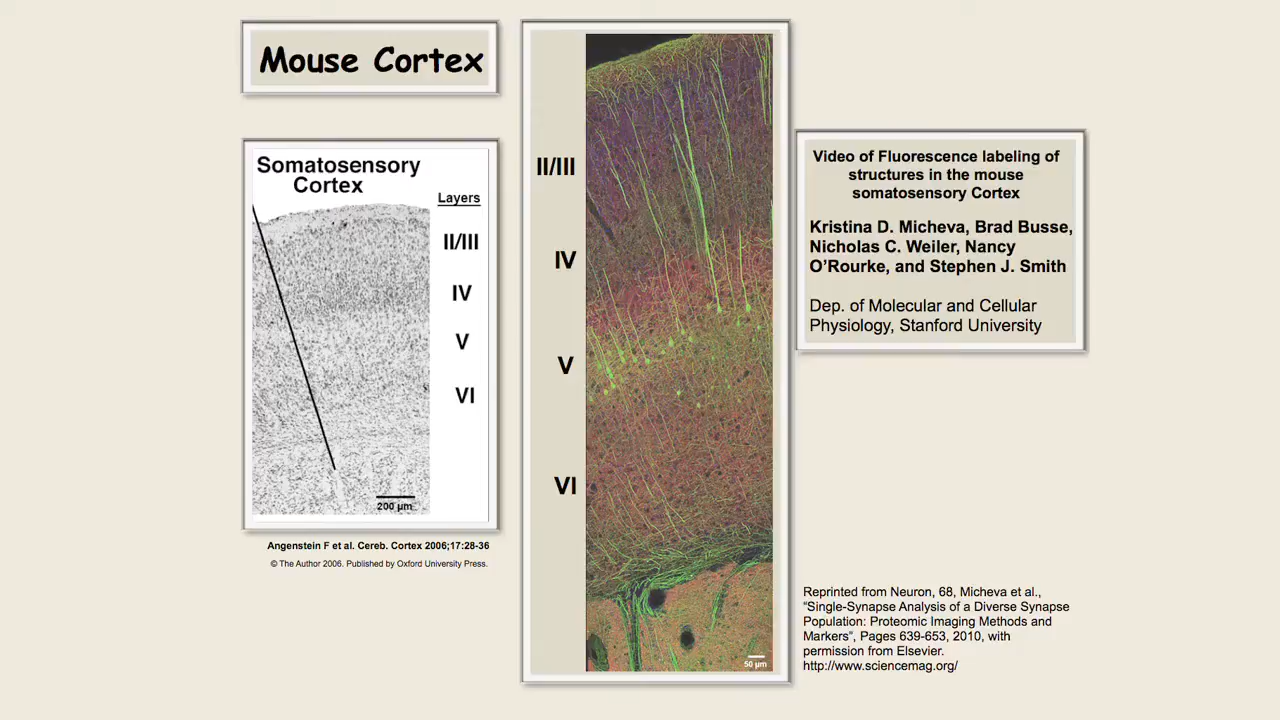 Mouse Cortex
Somatosensory
Cortex
Layers
II/III
IV
V
VI
200 µm
Angenstein F et al. Cereb. Cortex 2006;17:28-36
© The Author 2006. Published by Oxford University Press.
II/III
IV
V
VI
50 µm
Video of Fluorescence labeling of
structures in the mouse
somatosensory Cortex
Kristina D. Micheva, Brad Busse,
Nicholas C. Weiler, Nancy
O’Rourke, and Stephen J. Smith
Dep. of Molecular and Cellular
Physiology, Stanford University
Reprinted from Neuron, 68, Micheva et al.,
“Single-Synapse Analysis of a Diverse Synapse
Population: Proteomic Imaging Methods and
Markers”, Pages 639-653, 2010, with
permission from Elsevier.
http://www.sciencemag.org/